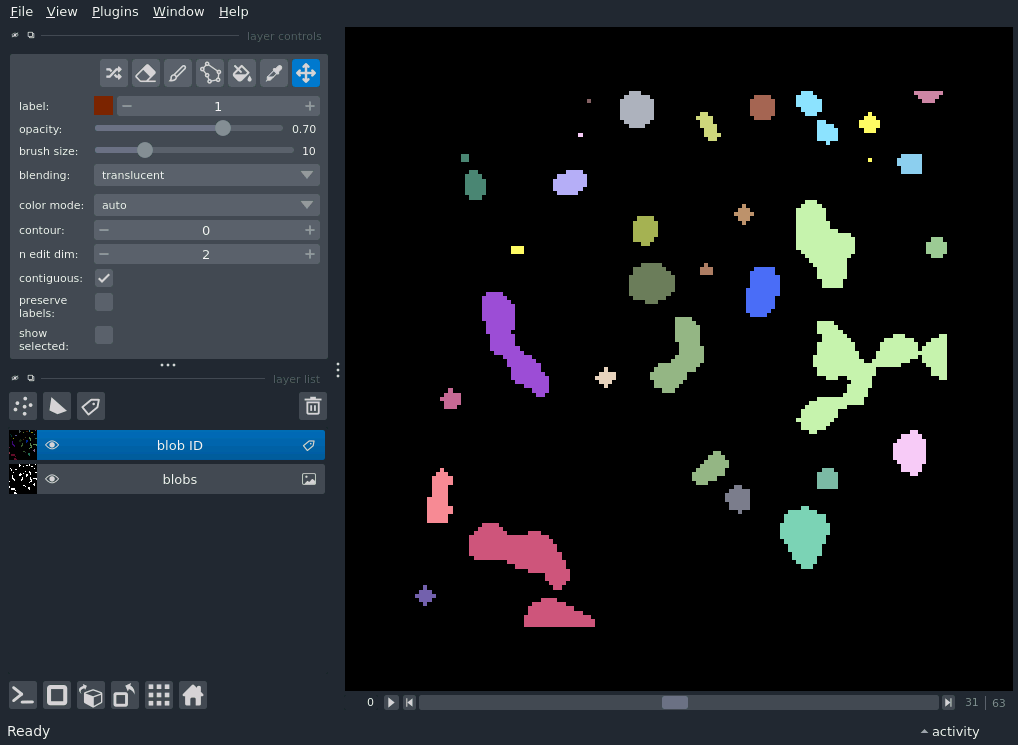 File View Plugins Window Help
layer controls
label: 1
opacity: 0.70
brush size: 10
blending: translucent
color mode: auto
contour: 0
n edit dim: 2
contiguous:
preserve
labels:
show
selected:
layer list
blob ID
blobs
0 31 | 63
Ready activity